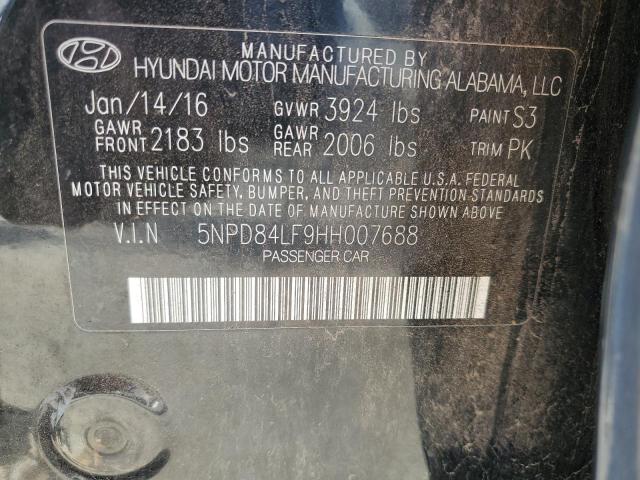 MANUFACTURED BY
HYUNDAI MOTOR MANUFACTURING ALABAMA, LLC
Jan/14/16 GVWR 3924 lbs PAINT S3
GAWR FRONT 2183 lbs GAWR REAR 2006 lbs TRIM PK
THIS VEHICLE CONFORMS TO ALL APPLICABLE U.S.A. FEDERAL
MOTOR VEHICLE SAFETY, BUMPER, AND THEFT PREVENTION STANDARDS
IN EFFECT ON THE DATE OF MANUFACTURE SHOWN ABOVE.
V.I.N 5NPD84LF9HH007688
PASSENGER CAR